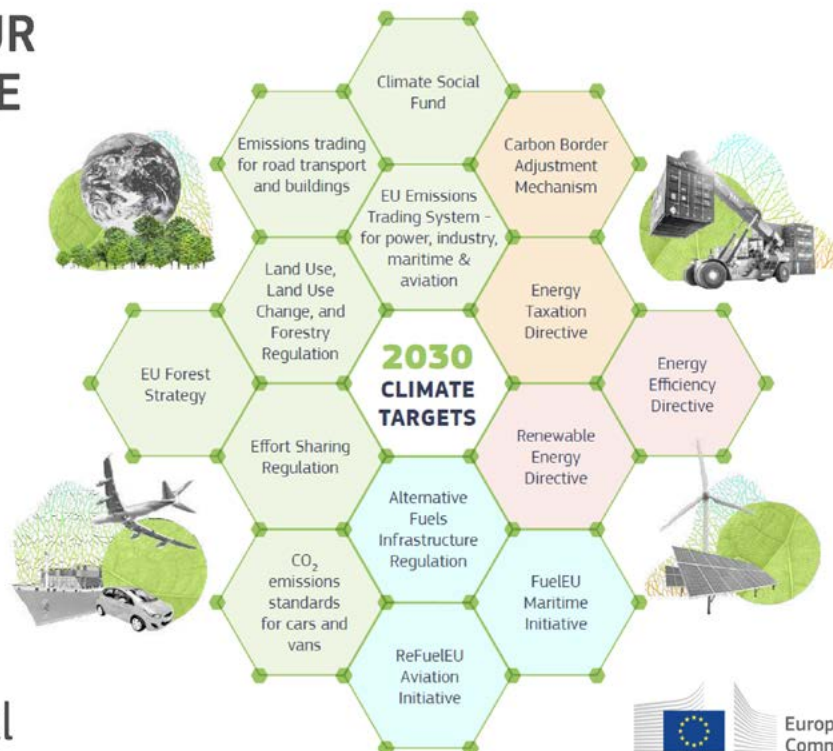 UR
E
Climate Social
Fund
Emissions trading
for road transport
and buildings
Carbon Border
Adjustment
Mechanism
EU Emissions
Trading System -
for power, industry,
maritime &
aviation
Land Use,
Land Use
Change, and
Forestry
Regulation
Energy
Taxation
Directive
2030
CLIMATE
TARGETS
EU Forest
Strategy
Energy
Efficiency
Directive
Effort Sharing
Regulation
Renewable
Energy
Directive
Alternative
Fuels
Infrastructure
Regulation
CO₂
emissions
standards
for cars and
vans
FuelEU
Maritime
Initiative
ReFuelEU
Aviation
Initiative
ll
Europ
Comm